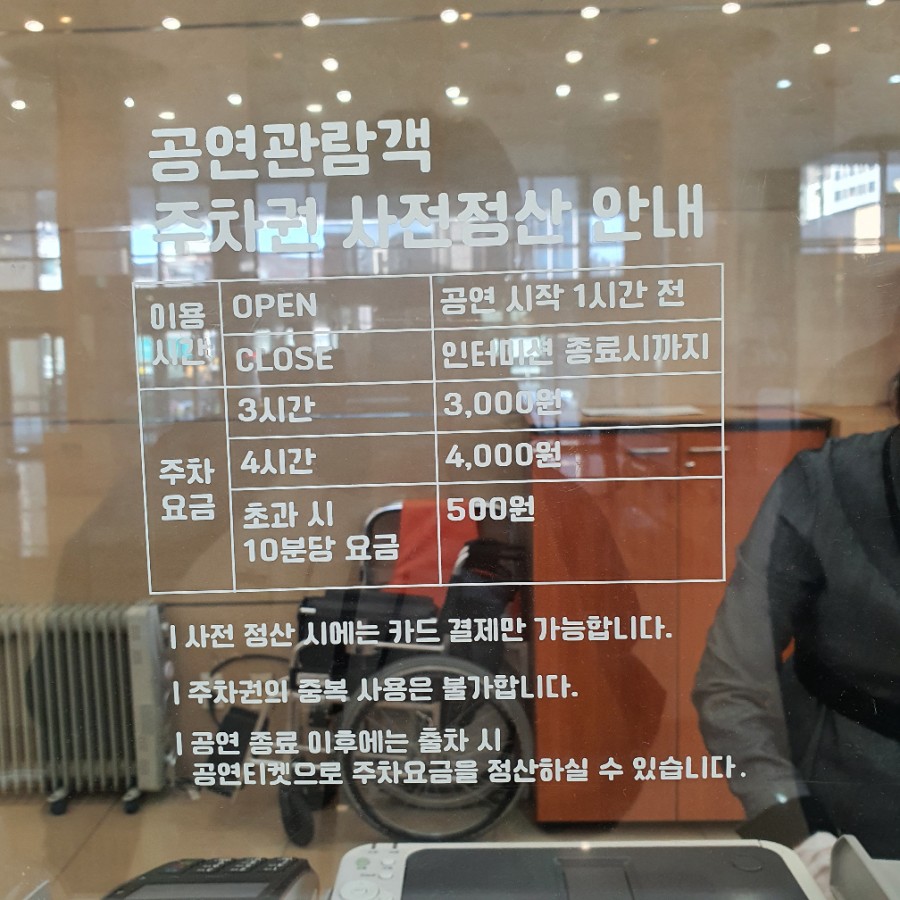 공연관람객
주차권 사전정산 안내
이용
시간
OPEN
공연 시작 1시간 전
CLOSE
인터미션 종료시까지
주차
요금
3시간
3,000원
4시간
4,000원
초과 시
10분당 요금
500원
| 사전 정산 시에는 카드 결제만 가능합니다.
| 주차권의 중복 사용은 불가합니다.
| 공연 종료 이후에는 출차 시
공연티켓으로 주차요금을 정산하실 수 있습니다.